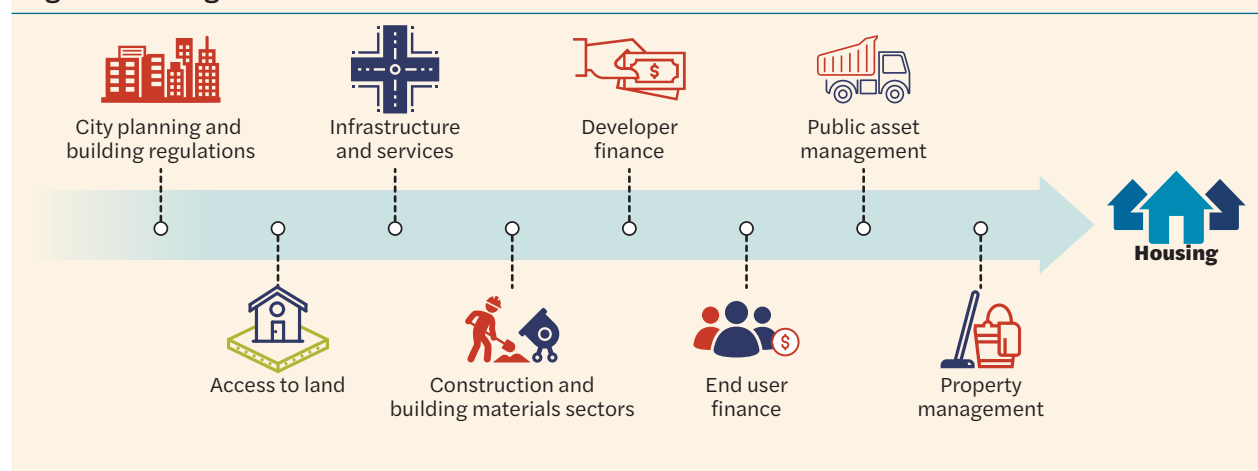 City planning and
building regulations
Infrastructure
and services
Developer
finance
$
Public asset
management
Housing
Access to land
Construction and
building materials sectors
$
End user
finance
Property
management